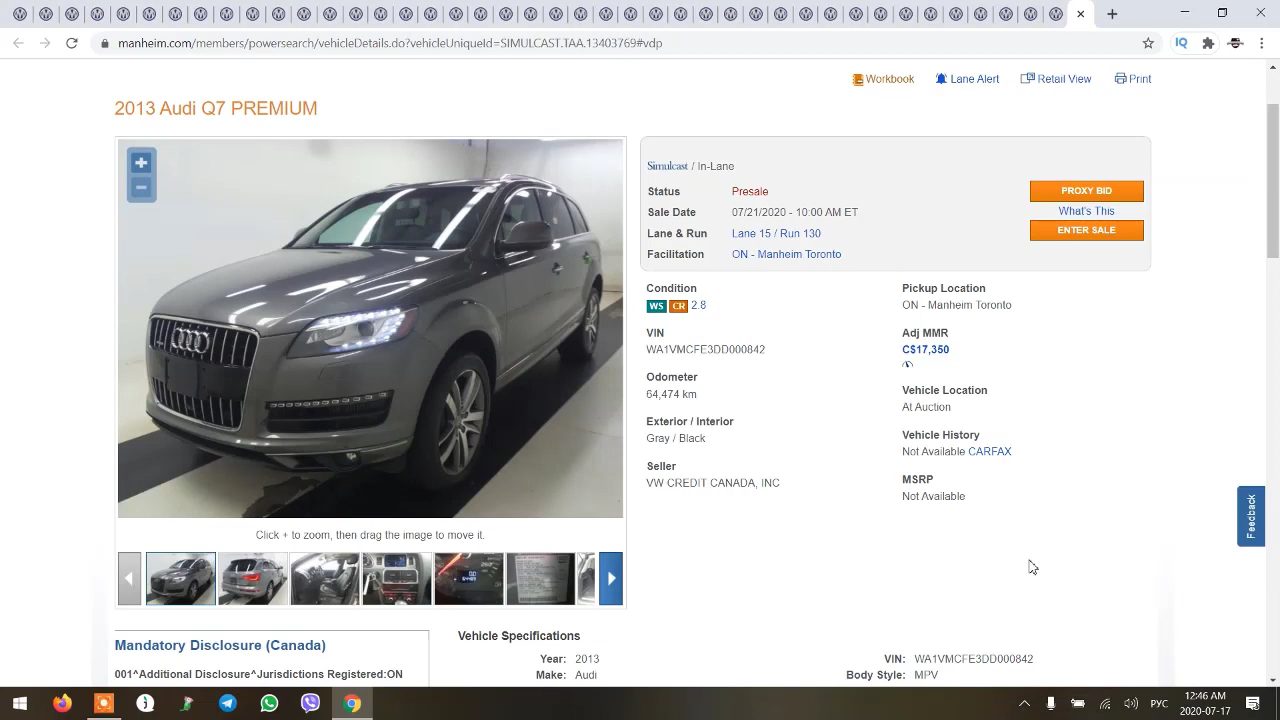 manheim.com/members/powersearch/vehicleDetails.do?vehicleUniqueId=SIMULCAST.TAA.13403769#vdp
IQ
Workbook
Lane Alert
Retail View
Print
2013 Audi Q7 PREMIUM
Simulcast / In-Lane
Status Presale
PROXY BID
Sale Date 07/21/2020 - 10:00 AM ET
What's This
Lane & Run Lane 15 / Run 130
ENTER SALE
Facilitation ON - Manheim Toronto
Condition
WS CR 2.8
Pickup Location
ON - Manheim Toronto
VIN
WA1VMCFE3DD000842
Adj MMR
C$17,350
Odometer
64,474 km
Vehicle Location
At Auction
Exterior / Interior
Gray / Black
Vehicle History
Not Available CARFAX
Seller
VW CREDIT CANADA, INC
MSRP
Not Available
Feedback
Click + to zoom, then drag the image to move it.
Mandatory Disclosure (Canada)
001^Additional Disclosure^Jurisdictions Registered:ON
Vehicle Specifications
Year: 2013
VIN: WA1VMCFE3DD000842
Make: Audi
Body Style: MPV
РУС
12:46 AM
2020-07-17